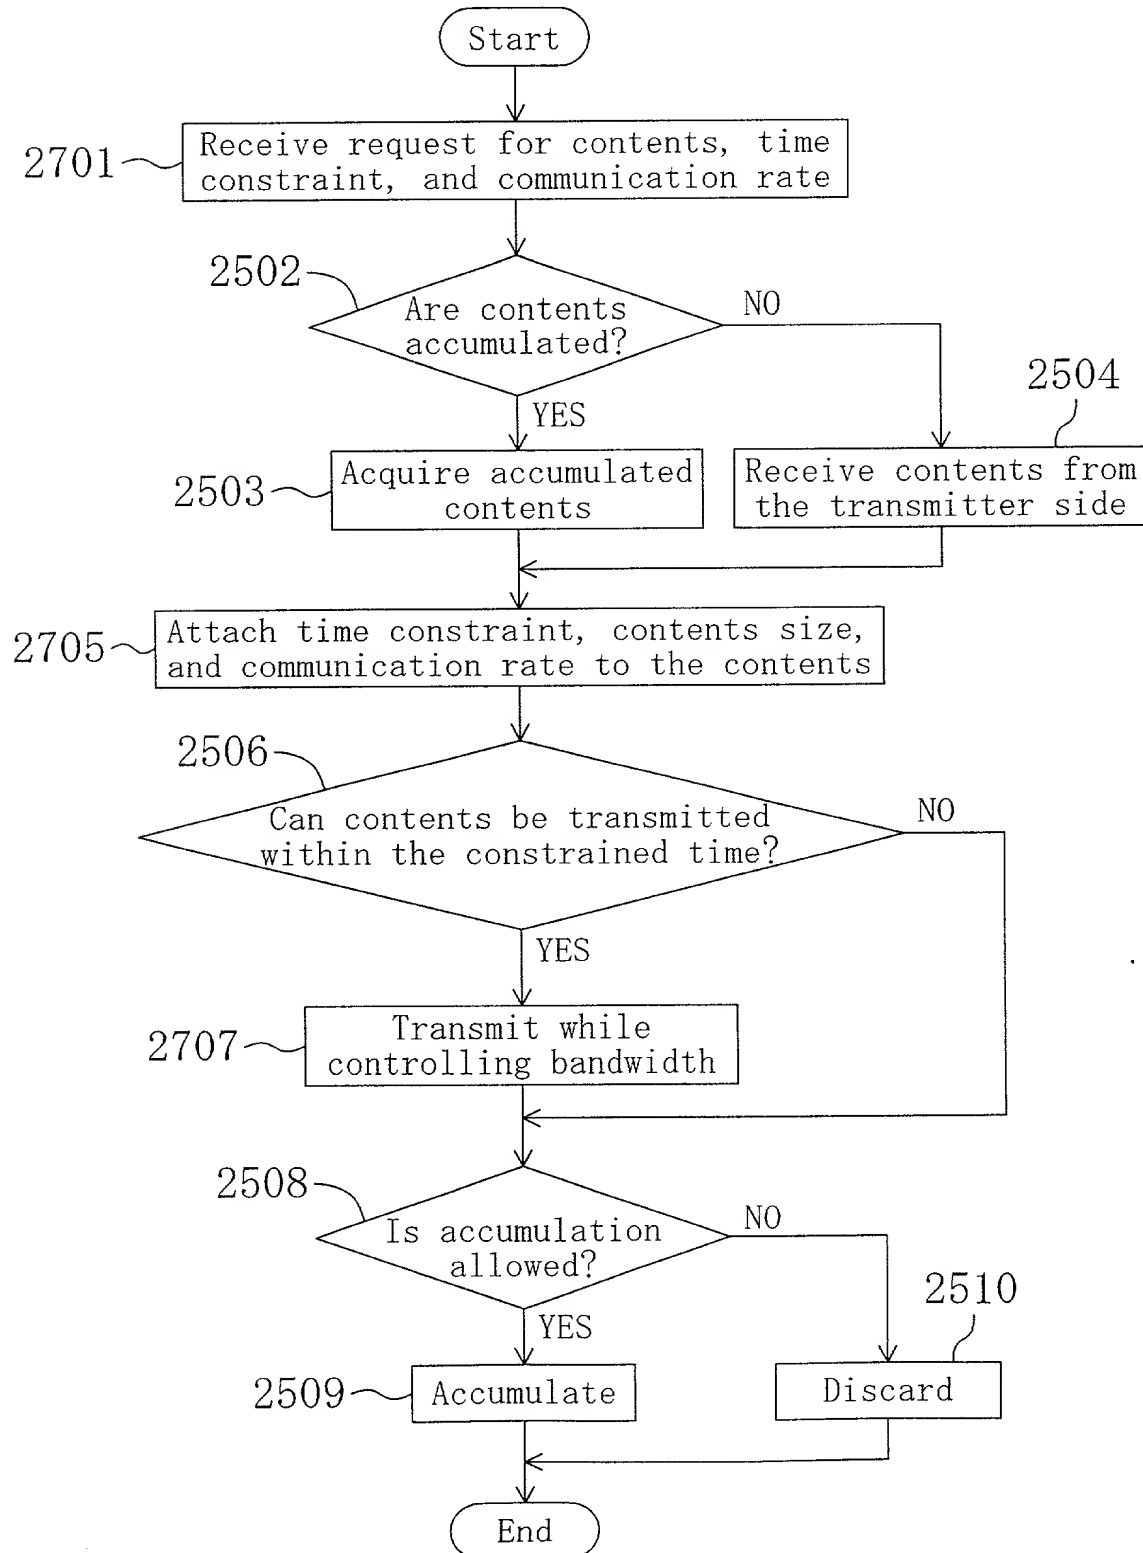 Start
2701
Receive request for contents, time
constraint, and communication rate
2502
Are contents
accumulated?
NO
YES
2504
2503
Acquire accumulated
contents
Receive contents from
the transmitter side
2705
Attach time constraint, contents size,
and communication rate to the contents
2506
Can contents be transmitted
within the constrained time?
NO
YES
2707
Transmit while
controlling bandwidth
2508
Is accumulation
allowed?
NO
YES
2510
2509
Accumulate
Discard
End